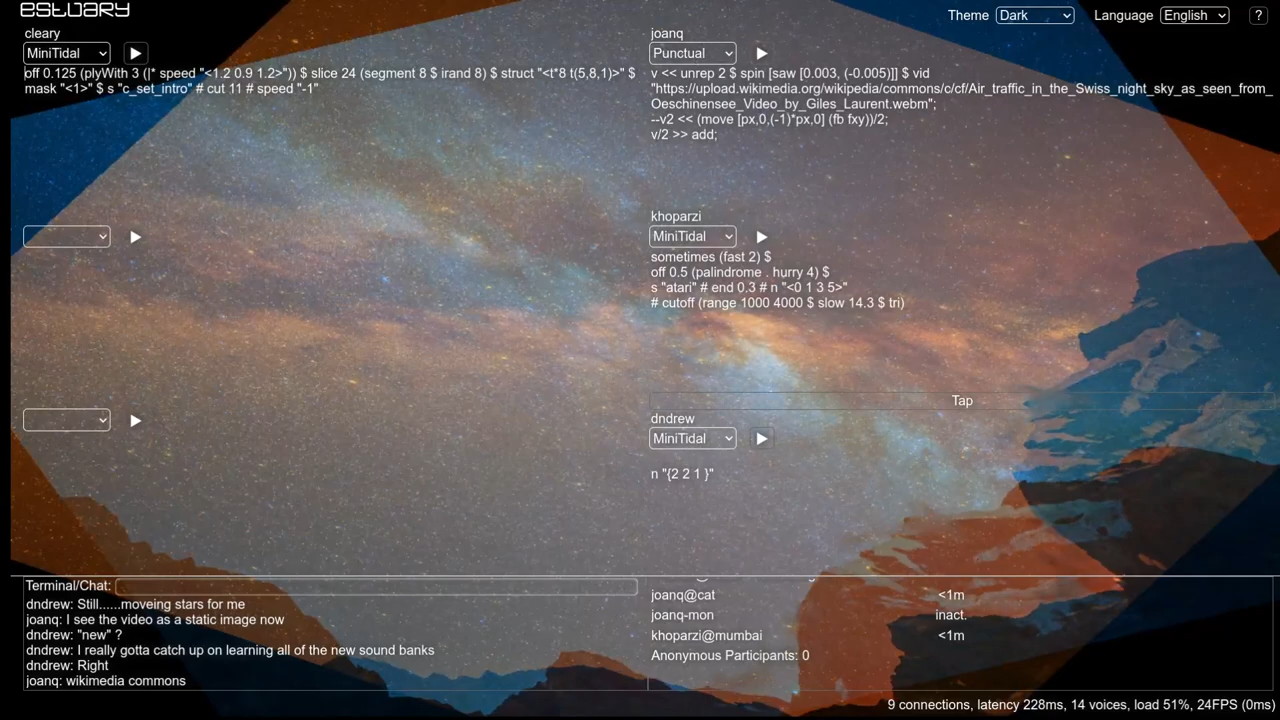 estuary
Theme Dark Language English ?
cleary
MiniTidal
off 0.125 (plyWith 3 (|* speed "<1.2 0.9 1.2>")) $ slice 24 (segment 8 $ irand 8) $ struct "<t*8 t(5,8,1)>" $
mask "<1>" $ s "c_set_intro" # cut 11 # speed "-1"
joanq
Punctual
v << unrep 2 $ spin [saw [0.003, (-0.005)]] $ vid
"https://upload.wikimedia.org/wikipedia/commons/c/cf/Air_traffic_in_the_Swiss_night_sky_as_seen_from_
Oeschinensee_Video_by_Giles_Laurent.webm";
--v2 << (move [px,0,(-1)*px,0] (fb fxy))/2;
v/2 >> add;
khoparzi
MiniTidal
sometimes (fast 2) $
off 0.5 (palindrome . hurry 4) $
s "atari" # end 0.3 # n "<0 1 3 5>"
# cutoff (range 1000 4000 $ slow 14.3 $ tri)
Tap
dndrew
MiniTidal
n "{2 2 1 }"
Terminal/Chat:
dndrew: Still......moveing stars for me
joanq: I see the video as a static image now
dndrew: "new" ?
dndrew: I really gotta catch up on learning all of the new sound banks
dndrew: Right
joanq: wikimedia commons
joanq@cat <1m
joanq-mon inact.
khoparzi@mumbai <1m
Anonymous Participants: 0
9 connections, latency 228ms, 14 voices, load 51%, 24FPS (0ms)